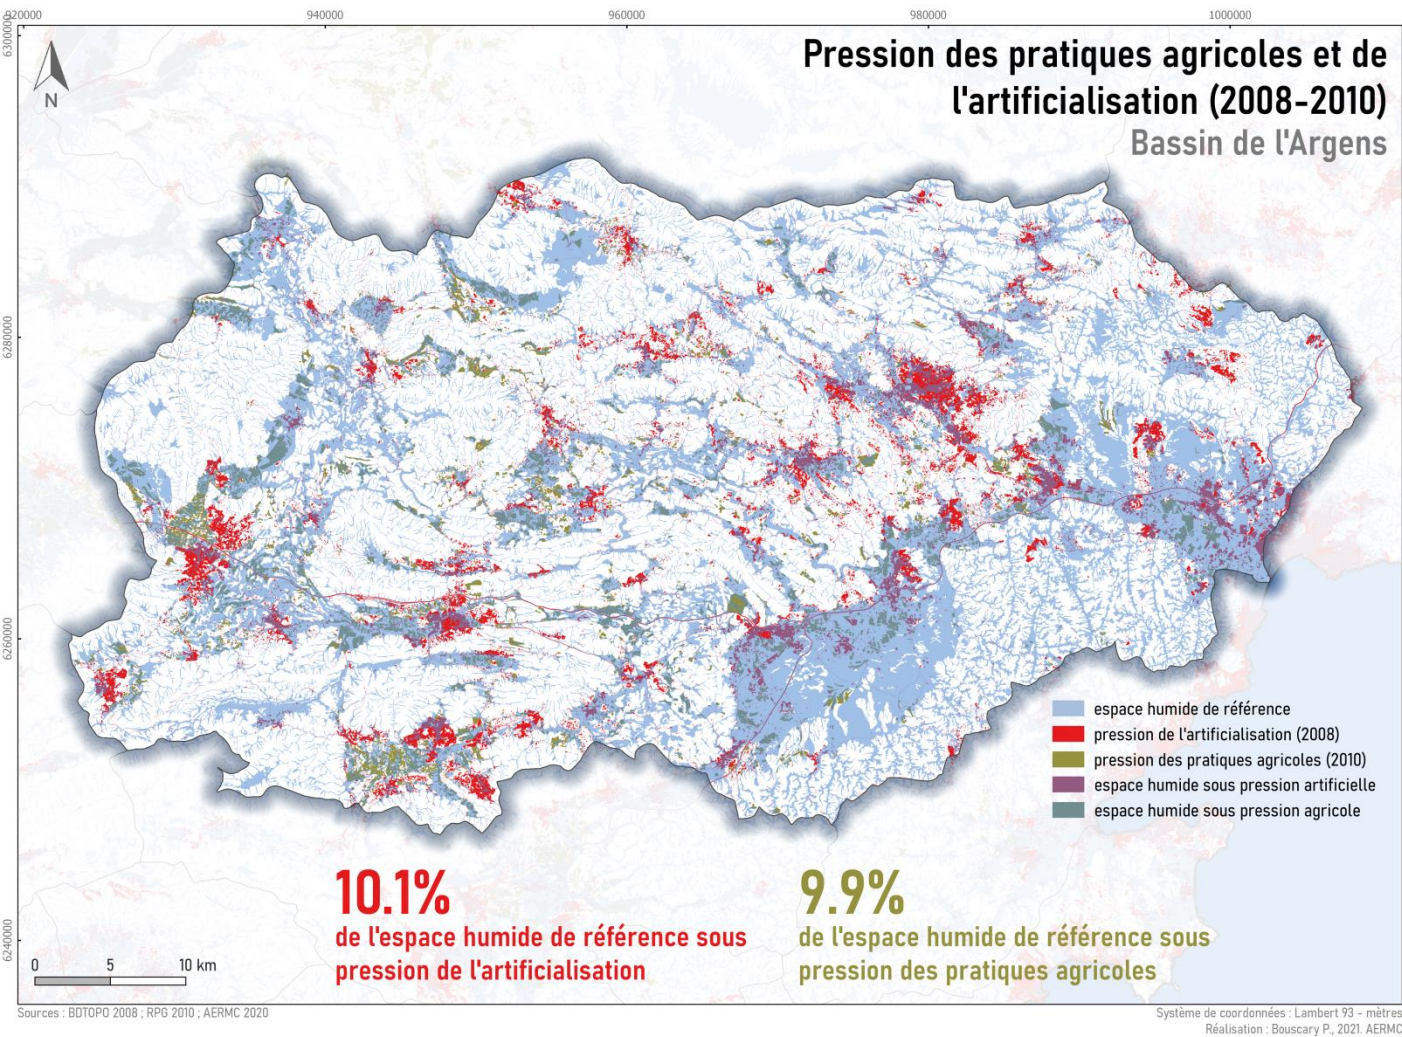 820000
940000
960000
980000
1000000
6300000
6280000
6260000
6240000
N
Pression des pratiques agricoles et de
l'artificialisation (2008-2010)
Bassin de l'Argens
espace humide de référence
pression de l'artificialisation (2008)
pression des pratiques agricoles (2010)
espace humide sous pression artificielle
espace humide sous pression agricole
10.1%
de l'espace humide de référence sous
pression de l'artificialisation
9.9%
de l'espace humide de référence sous
pression des pratiques agricoles
0 5 10 km
Sources : BDTOPO 2008 ; RPG 2010 ; AERMC 2020
Système de coordonnées : Lambert 93 - mètres
Réalisation : Bouscary P., 2021. AERMC